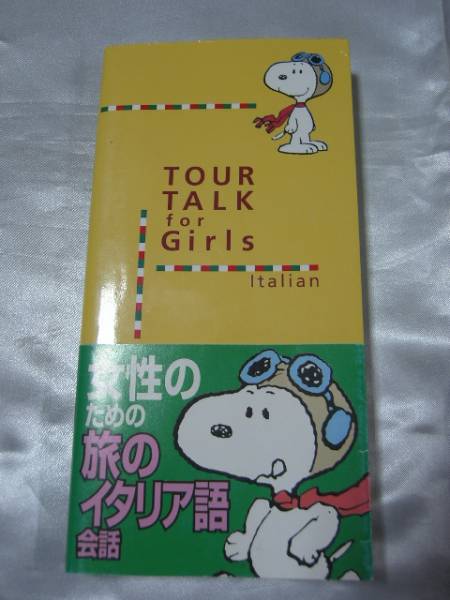 TOUR
TALK
for
Girls
Italian
女性の
ための
旅の
イタリア語
会話